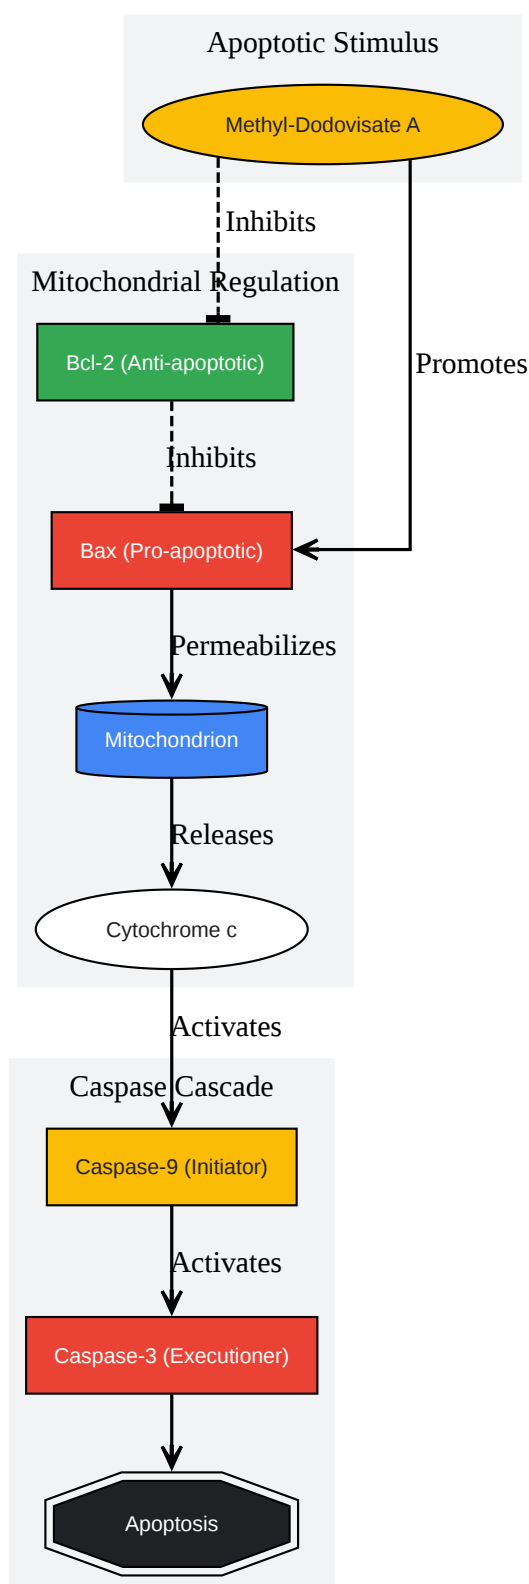 Apoptotic Stimulus
Methyl-Dodovisate A
Inhibits
Mitochondrial Regulation
Bcl-2 (Anti-apoptotic)
Promotes
Inhibits
Bax (Pro-apoptotic)
Permeabilizes
Mitochondrion
Releases
Cytochrome c
Activates
Caspase Cascade
Caspase-9 (Initiator)
Activates
Caspase-3 (Executioner)
Apoptosis